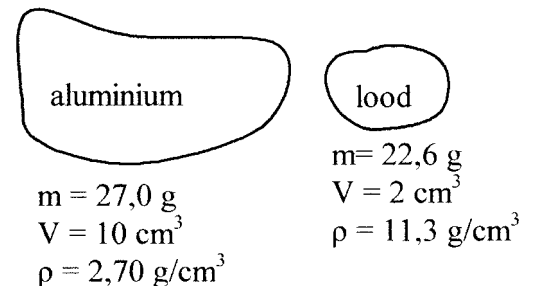 aluminium
m = 27,0 g
V = 10 cm³
ρ = 2,70 g/cm³
lood
m= 22,6 g
V = 2 cm³
ρ = 11,3 g/cm³